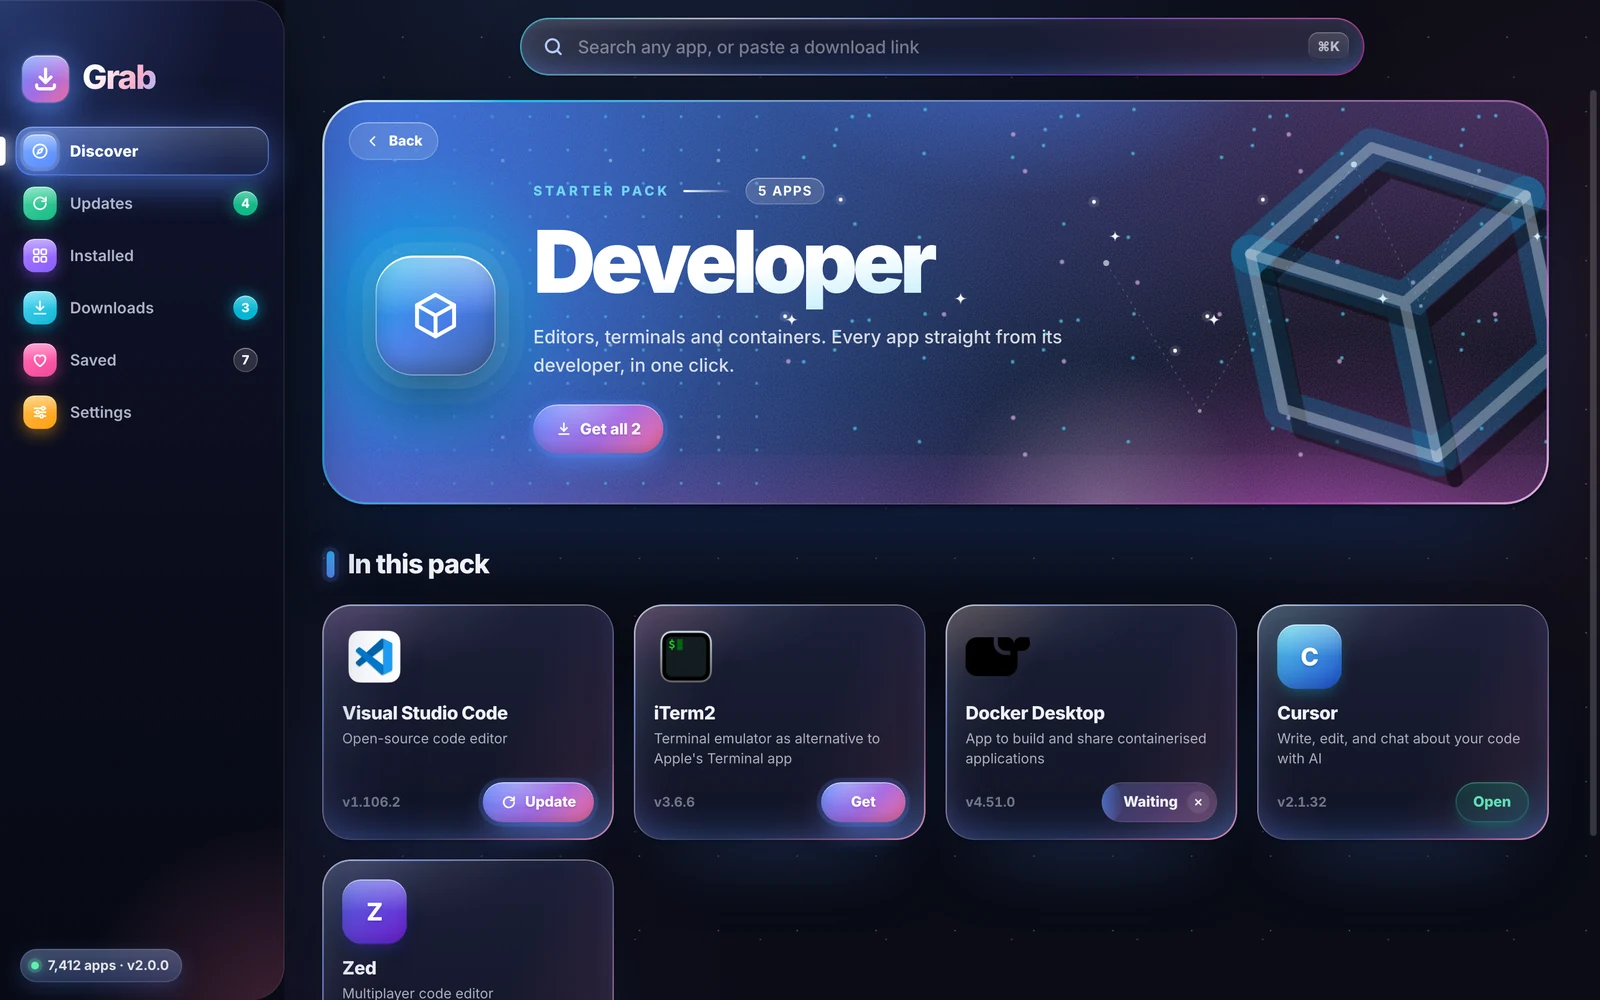 Grab
Search any app, or paste a download link
⌘K
Discover
Updates
4
Installed
Downloads
3
Saved
7
Settings
Back
STARTER PACK
5 APPS
Developer
Editors, terminals and containers. Every app straight from its
developer, in one click.
Get all 2
In this pack
Visual Studio Code
Open-source code editor
v1.106.2
Update
$
iTerm2
Terminal emulator as alternative to
Apple's Terminal app
v3.6.6
Get
Docker Desktop
App to build and share containerised
applications
v4.51.0
Waiting
C
Cursor
Write, edit, and chat about your code
with AI
v2.1.32
Open
Z
Zed
Multiplayer code editor
7,412 apps · v2.0.0